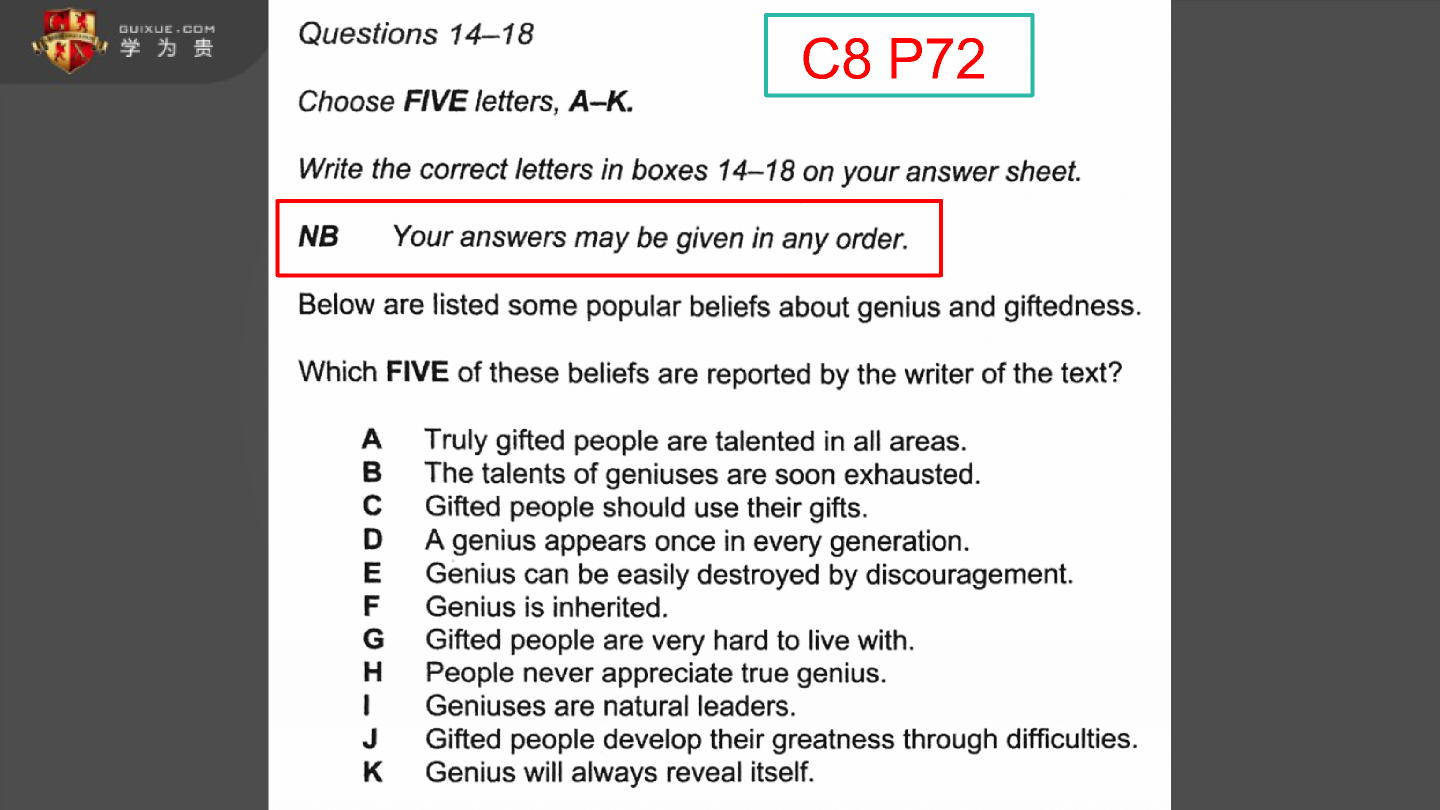 GUIXUE.COM
学为贵
C8 P72
Questions 14–18
Choose FIVE letters, A–K.
Write the correct letters in boxes 14–18 on your answer sheet.
NB Your answers may be given in any order.
Below are listed some popular beliefs about genius and giftedness.
Which FIVE of these beliefs are reported by the writer of the text?
A Truly gifted people are talented in all areas.
B The talents of geniuses are soon exhausted.
C Gifted people should use their gifts.
D A genius appears once in every generation.
E Genius can be easily destroyed by discouragement.
F Genius is inherited.
G Gifted people are very hard to live with.
H People never appreciate true genius.
I Geniuses are natural leaders.
J Gifted people develop their greatness through difficulties.
K Genius will always reveal itself.